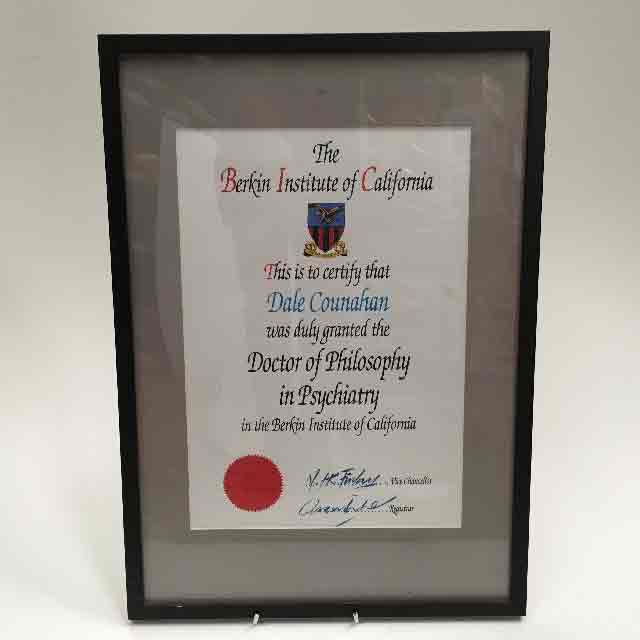 The
Berkin Institute of California
This is to certify that
Dale Counahan
was duly granted the
Doctor of Philosophy
in Psychiatry
in the Berkin Institute of California
Vice Chancellor
Registrar